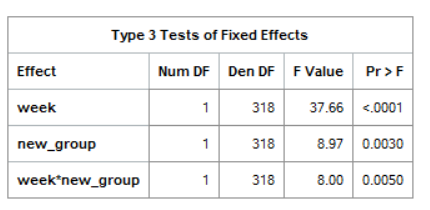 Type 3 Tests of Fixed Effects
Effect Num DF Den DF F Value Pr > F
week 1 318 37.66 <.0001
new_group 1 318 8.97 0.0030
week*new_group 1 318 8.00 0.0050